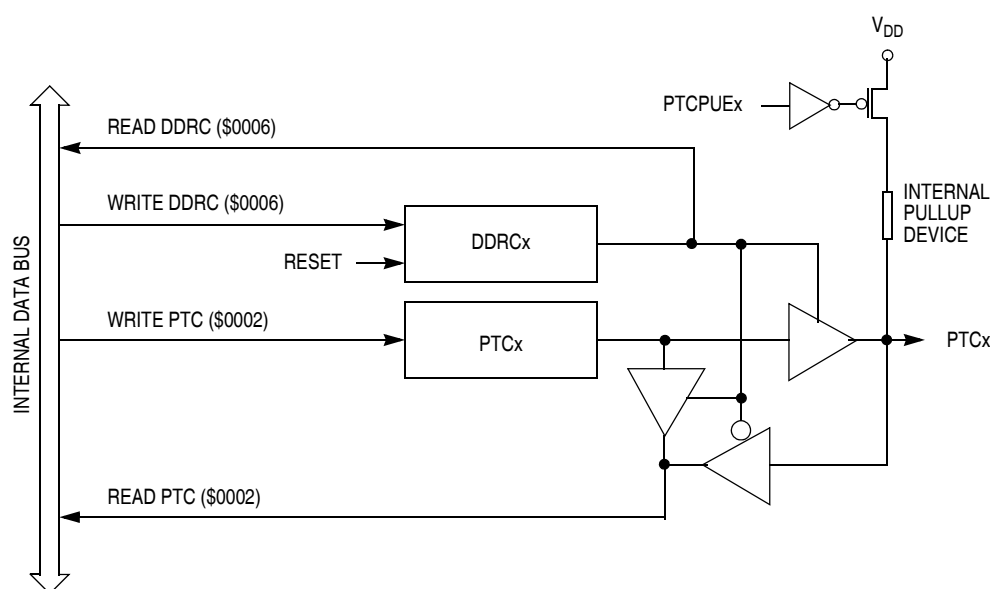 VDD
PTCPUEx
READ DDRC ($0006)
WRITE DDRC ($0006)
INTERNAL
PULLUP
DEVICE
DDRCx
RESET
WRITE PTC ($0002)
PTCx
PTCx
INTERNAL DATA BUS
READ PTC ($0002)